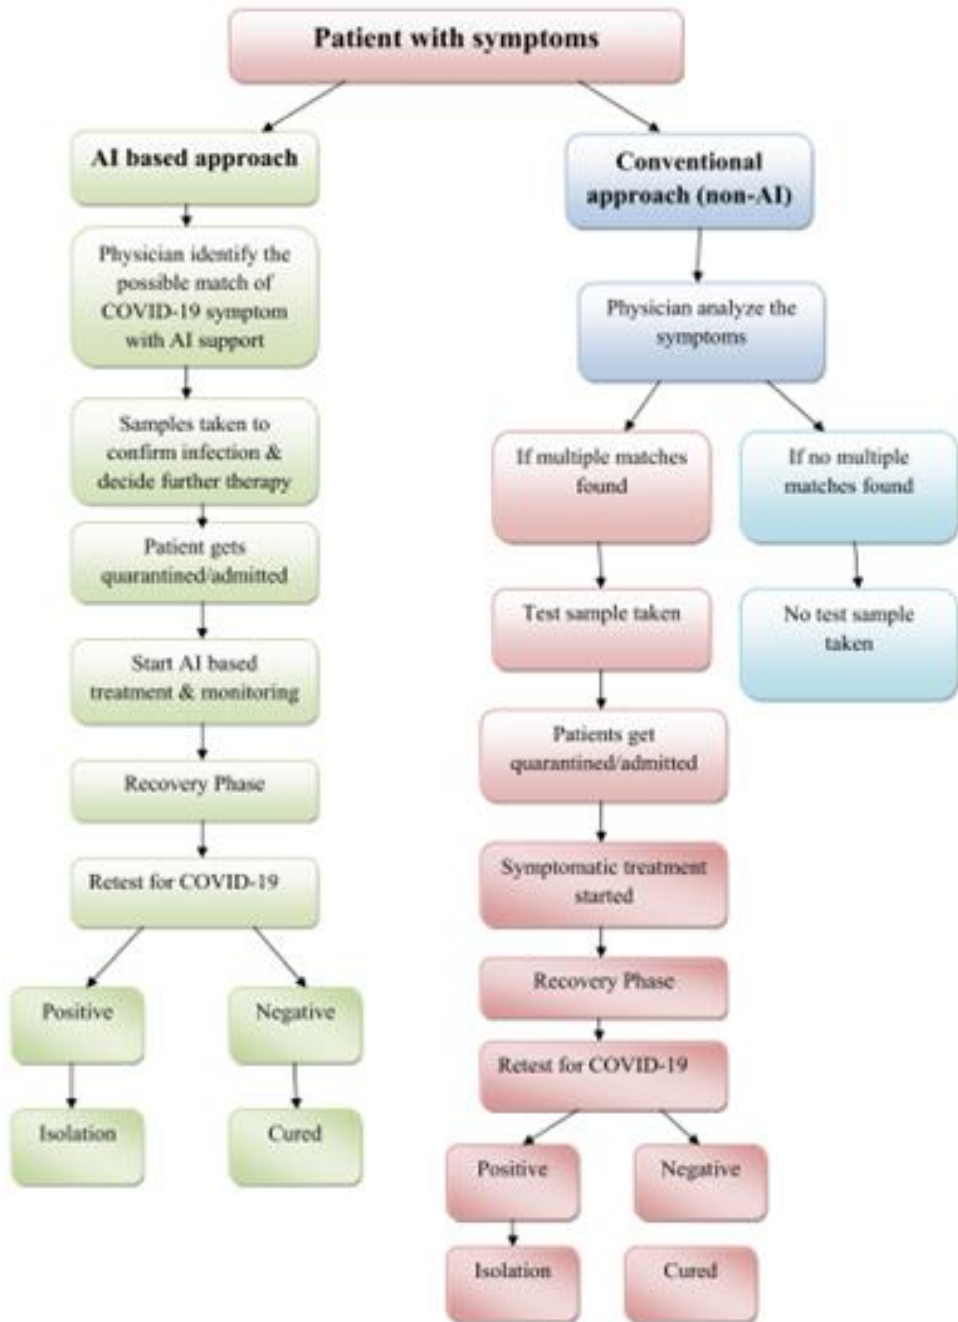 Patient with symptoms
AI based approach
Physician identify the
possible match of
COVID-19 symptom
with AI support
Samples taken to
confirm infection &
decide further therapy
Patient gets
quarantined/admitted
Start AI based
treatment & monitoring
Recovery Phase
Retest for COVID-19
Positive
Negative
Isolation
Cured
Conventional
approach (non-AI)
Physician analyze the
symptoms
If multiple matches
found
If no multiple
matches found
Test sample taken
No test sample
taken
Patients get
quarantined/admitted
Symptomatic treatment
started
Recovery Phase
Retest for COVID-19
Positive
Negative
Isolation
Cured